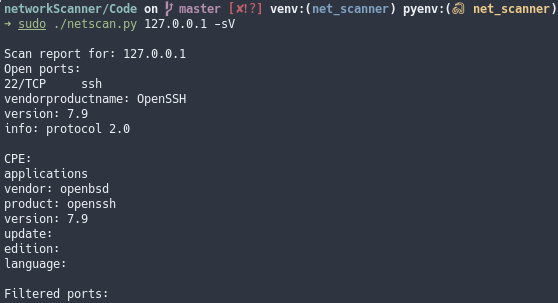 networkScanner/Code on master [✘!?] venv:(net_scanner) pyenv:(🐍 net_scanner)
➜ sudo ./netscan.py 127.0.0.1 -sV
Scan report for: 127.0.0.1
Open ports:
22/TCP     ssh
vendorproductname: OpenSSH
version: 7.9
info: protocol 2.0
CPE:
applications
vendor: openbsd
product: openssh
version: 7.9
update:
edition:
language:
Filtered ports: